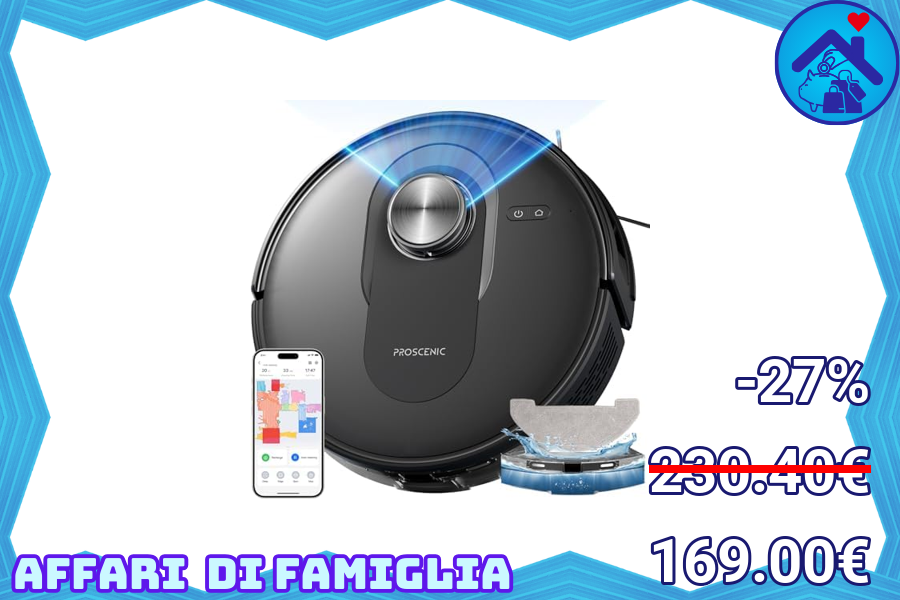 PROSCENIC
-27%
230.40€
169.00€
AFFARI DI FAMIGLIA